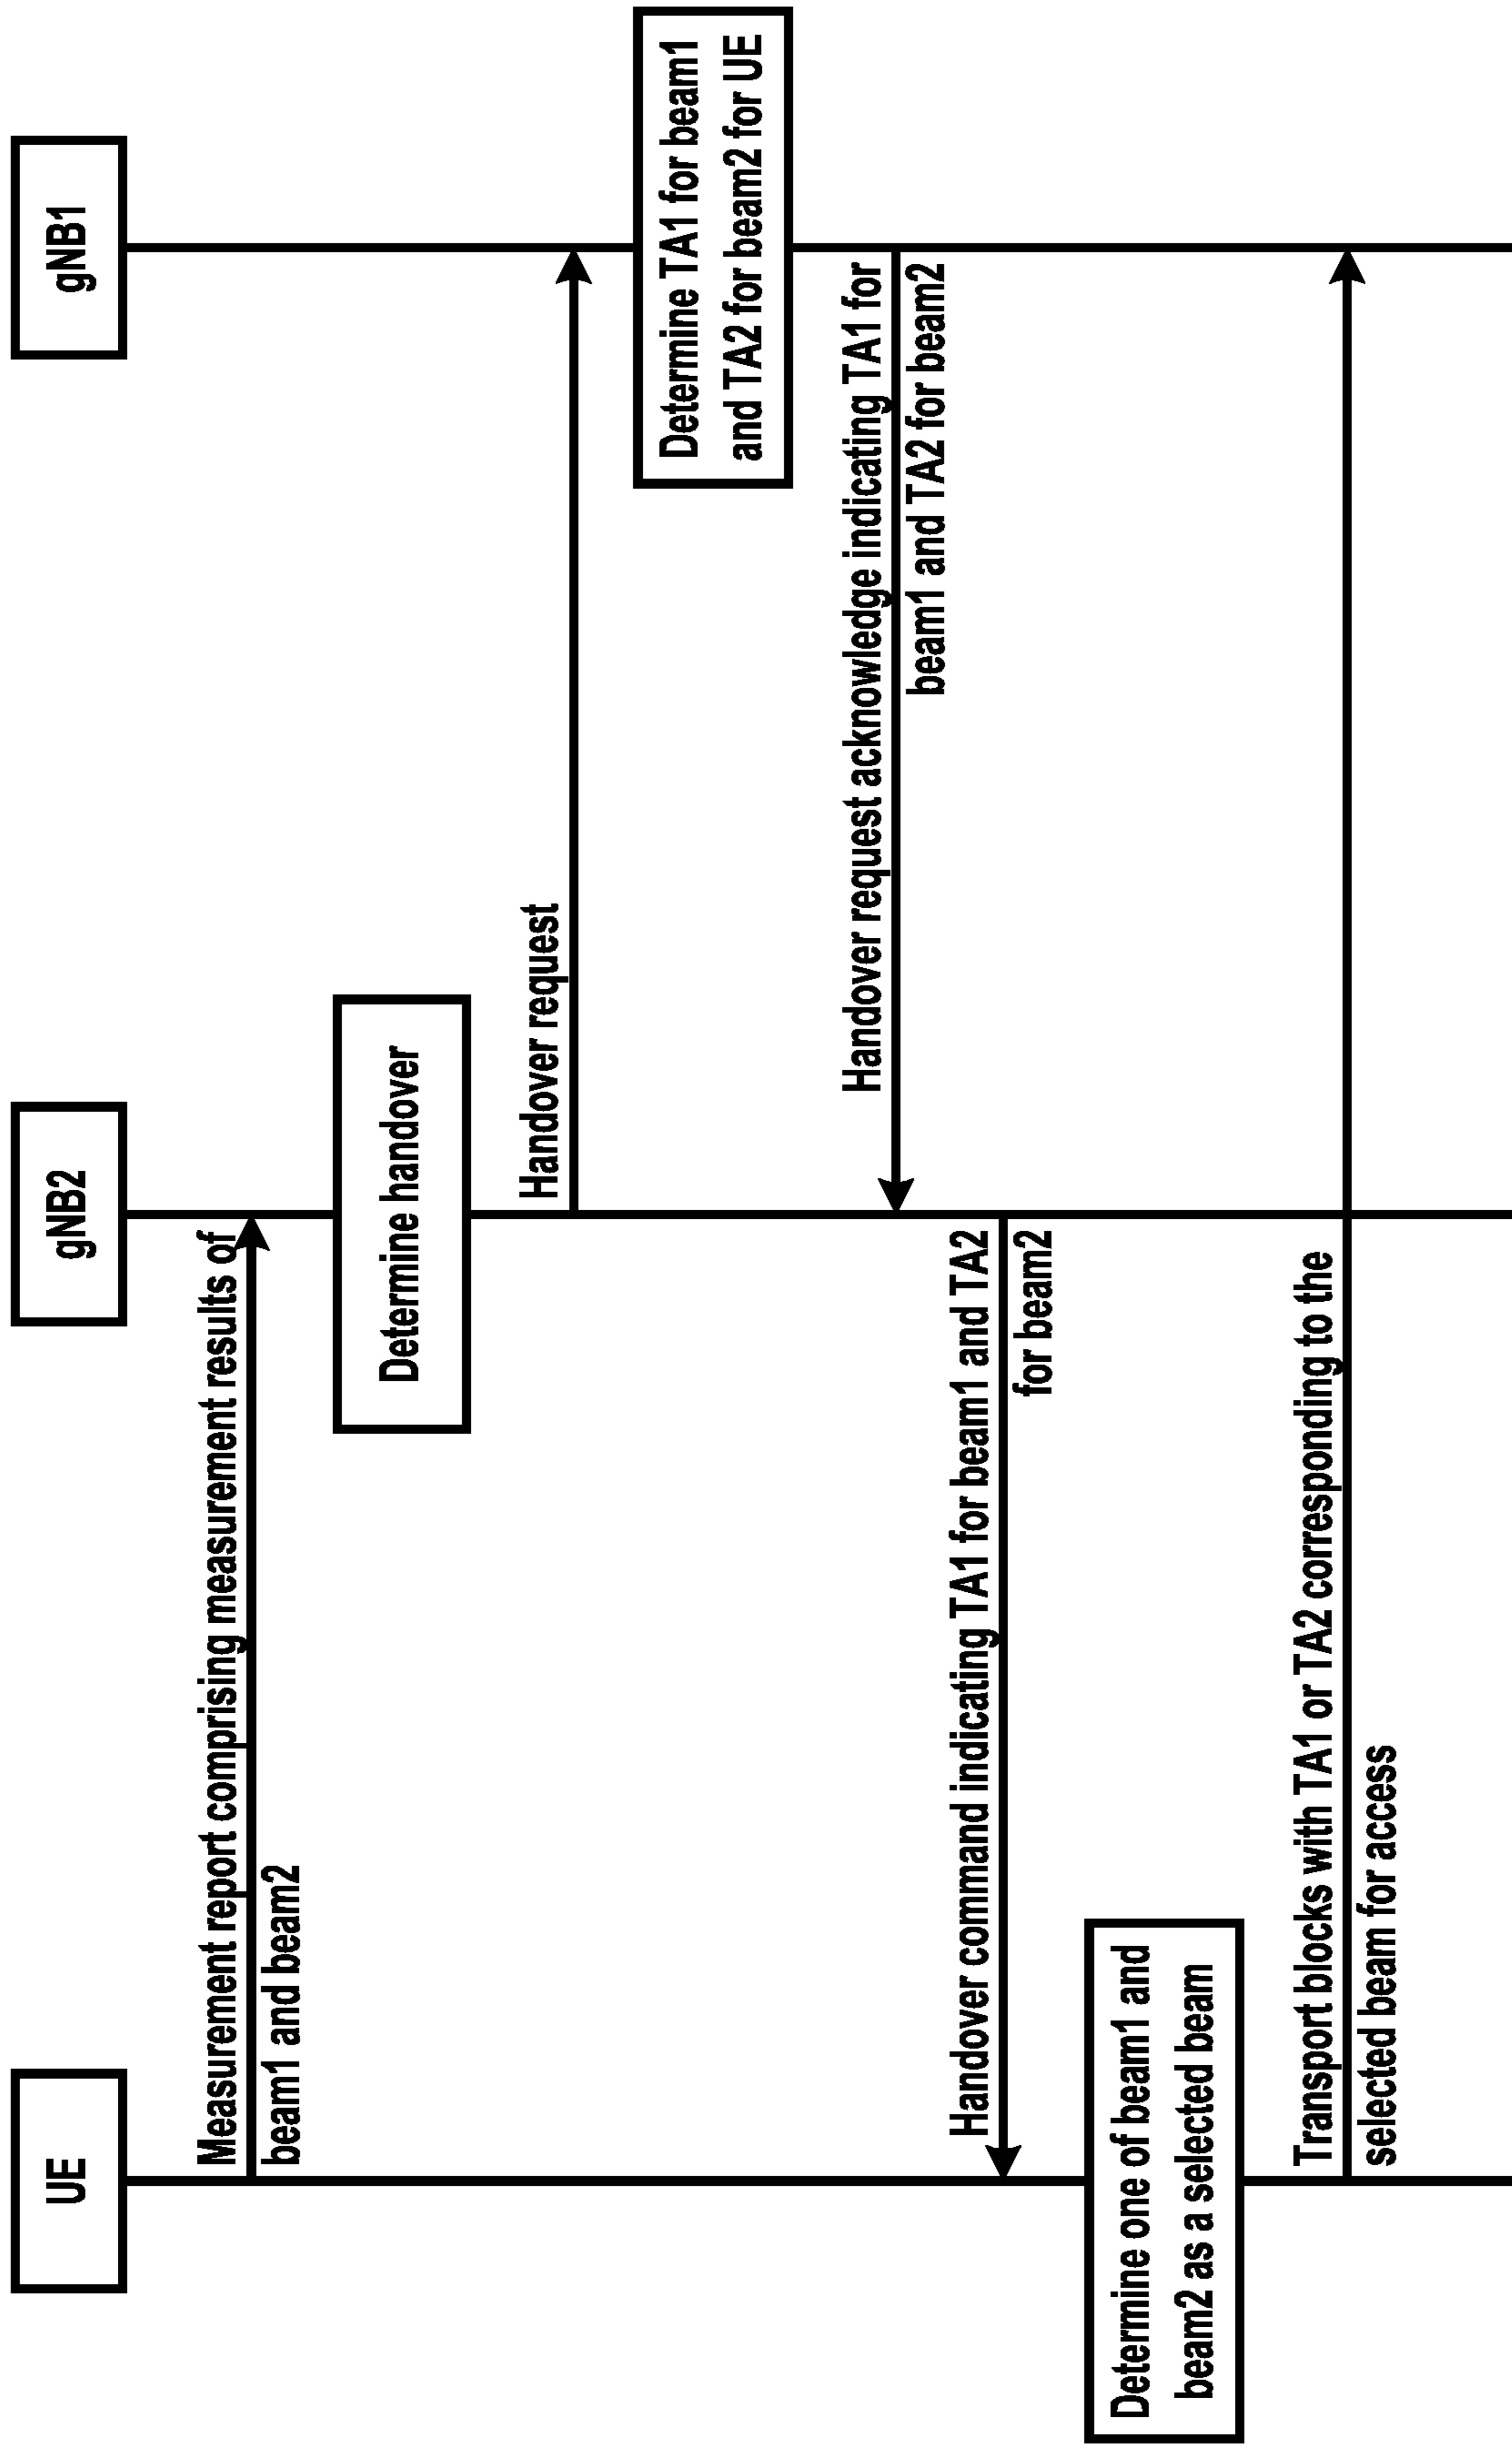 UE
gNB2
gNB1
Measurement report comprising measurement results of
beam1 and beam2
Determine handover
Handover request
Determine TA1 for beam1
and TA2 for beam2 for UE
Handover request acknowledge indicating TA1 for
beam1 and TA2 for beam2
Handover command indicating TA1 for beam1 and TA2
for beam2
Determine one of beam1 and
beam2 as a selected beam
Transport blocks with TA1 or TA2 corresponding to the
selected beam for access